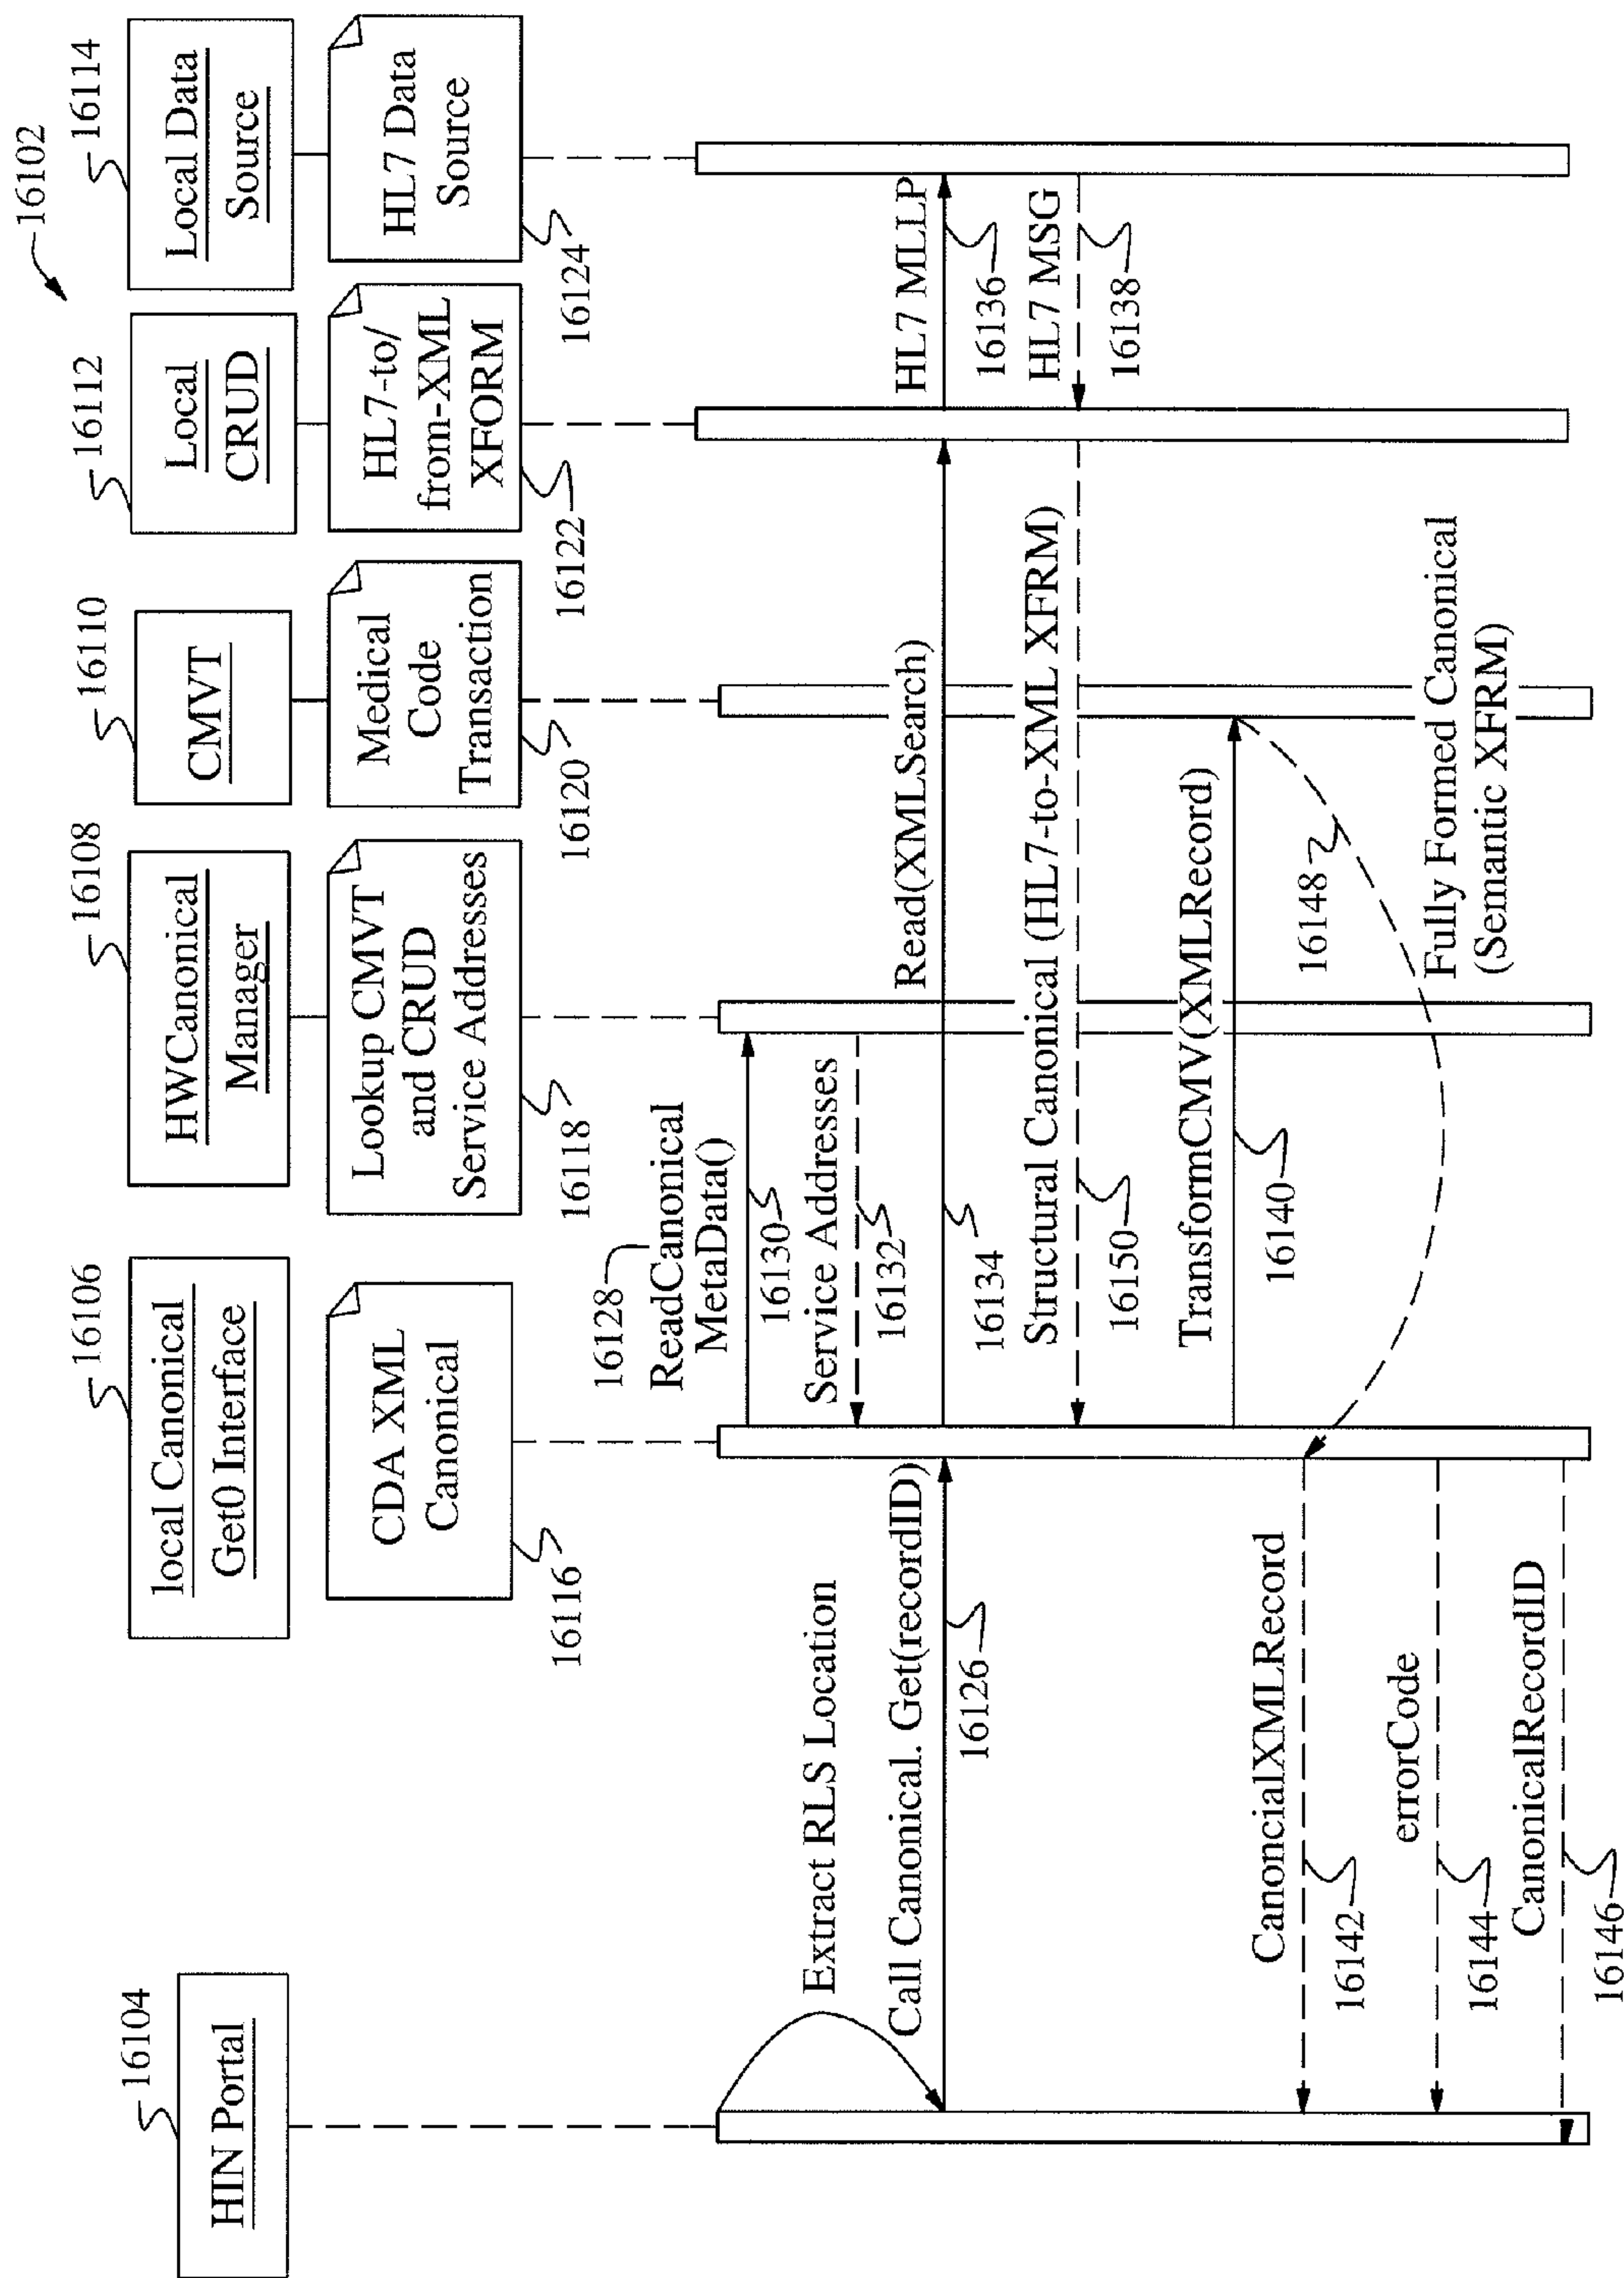 16102
16104
HIN Portal
16106
local Canonical
Get0 Interface
16108
HWCanonical
Manager
16110
CMVT
16112
Local
CRUD
16114
Local Data
Source
CDA XML
Canonical
16116
Lookup CMVT
and CRUD
Service Addresses
16118
Medical
Code
Transaction
16120
HL7-to/
from-XML
XFORM
16122
HL7 Data
Source
16124
16128
ReadCanonical
MetaData()
16130
Extract RLS Location
Service Addresses
16132
Call Canonical. Get(recordID)
16126
Read(XMLSearch)
16134
HL7 MLLP
16136
Structural Canonical (HL7-to-XML XFRM)
16150
HL7 MSG
16138
TransformCMV(XMLRecord)
16140
16148
CanoncialXMLRecord
16142
errorCode
16144
Fully Formed Canonical
(Semantic XFRM)
CanonicalRecordID
16146